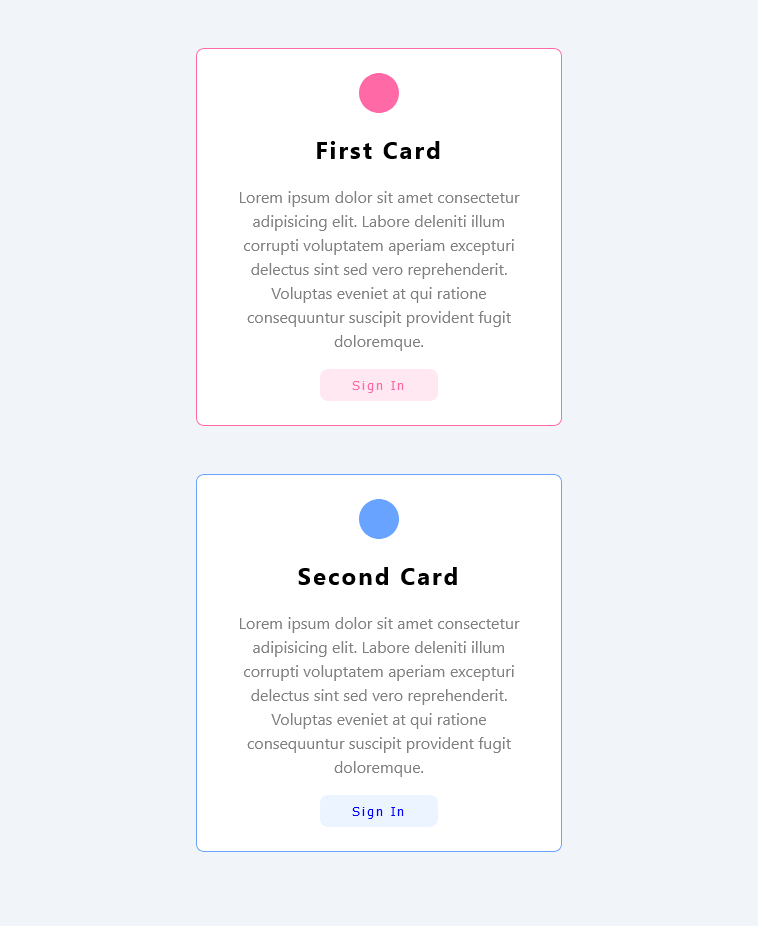 First Card
Lorem ipsum dolor sit amet consectetur
adipisicing elit. Labore deleniti illum
corrupti voluptatem aperiam excepturi
delectus sint sed vero reprehenderit.
Voluptas eveniet at qui ratione
consequuntur suscipit provident fugit
doloremque.
Sign In
Second Card
Lorem ipsum dolor sit amet consectetur
adipisicing elit. Labore deleniti illum
corrupti voluptatem aperiam excepturi
delectus sint sed vero reprehenderit.
Voluptas eveniet at qui ratione
consequuntur suscipit provident fugit
doloremque.
Sign In